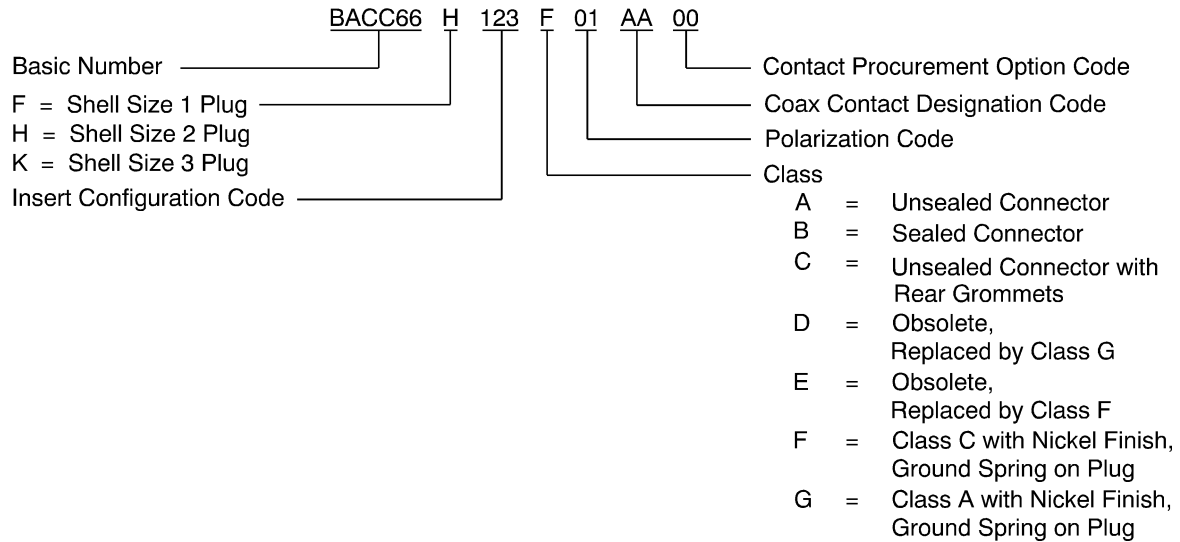 BACC66 H 123 F 01 AA 00
Basic Number
F = Shell Size 1 Plug
H = Shell Size 2 Plug
K = Shell Size 3 Plug
Insert Configuration Code
Contact Procurement Option Code
Coax Contact Designation Code
Polarization Code
Class
A = Unsealed Connector
B = Sealed Connector
C = Unsealed Connector with
Rear Grommets
D = Obsolete,
Replaced by Class G
E = Obsolete,
Replaced by Class F
F = Class C with Nickel Finish,
Ground Spring on Plug
G = Class A with Nickel Finish,
Ground Spring on Plug